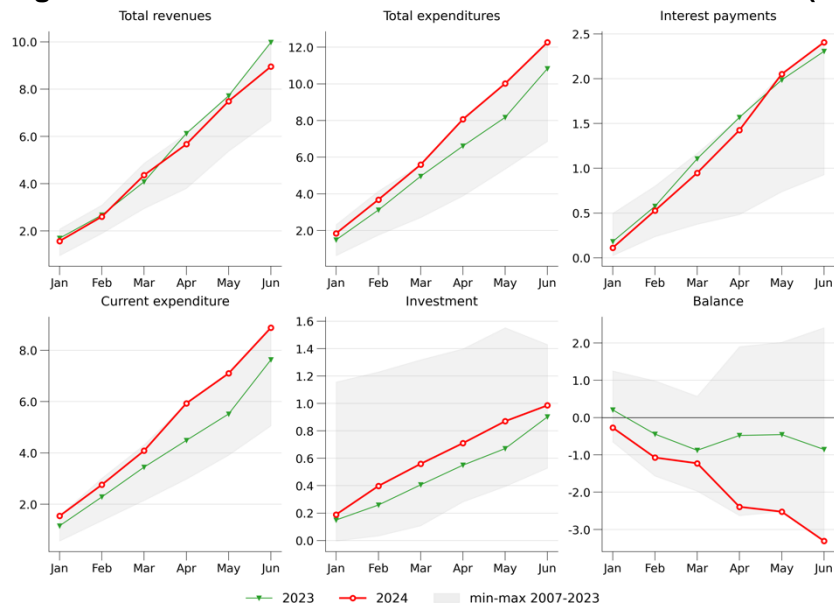 Total revenues
Total expenditures
Interest payments
10.0
8.0
6.0
4.0
2.0
Jan Feb Mar Apr May Jun
12.0
10.0
8.0
6.0
4.0
2.0
Jan Feb Mar Apr May Jun
2.5
2.0
1.5
1.0
0.5
0.0
Jan Feb Mar Apr May Jun
Current expenditure
Investment
Balance
8.0
6.0
4.0
2.0
Jan Feb Mar Apr May Jun
1.6
1.4
1.2
1.0
0.8
0.6
0.4
0.2
0.0
Jan Feb Mar Apr May Jun
2.0
1.0
0.0
-1.0
-2.0
-3.0
Jan Feb Mar Apr May Jun
2023 2024 min-max 2007-2023